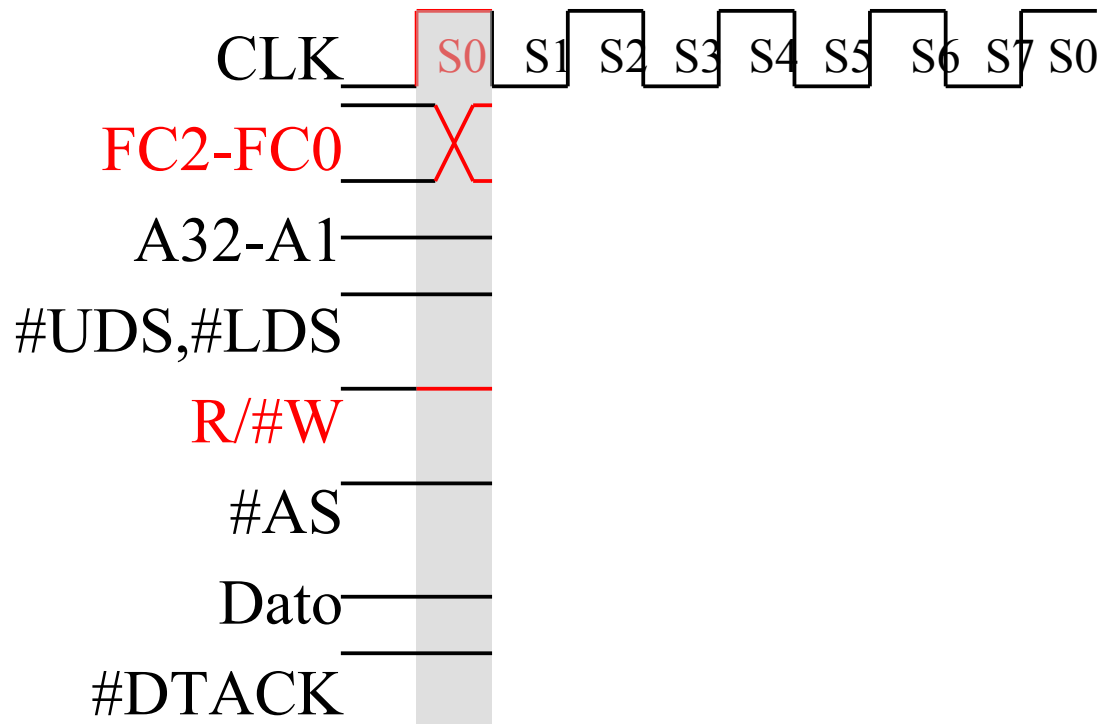 CLK S0 S1 S2 S3 S4 S5 S6 S7 S0
FC2-FC0
A32-A1
#UDS,#LDS
R/#W
#AS
Dato
#DTACK